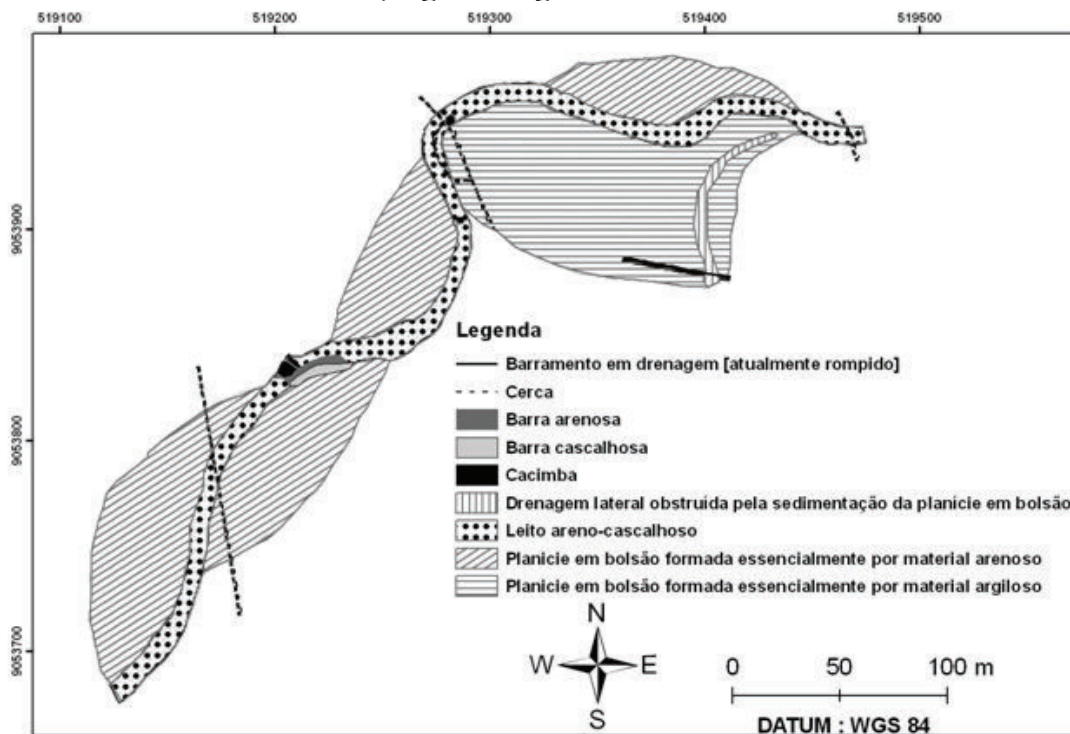 519100 519200 519300 519400 519500
9053900
9053800
9053700
Legenda
Barramento em drenagem [atualmente rompido]
Cerca
Barra arenosa
Barra cascalhosa
Cacimba
Drenagem lateral obstruída pela sedimentação da planície em bolsão
Leito areno-cascalhoso
Planicie em bolsão formada essencialmente por material arenoso
Planicie em bolsão formada essencialmente por material argiloso
N
W E
S
0 50 100 m
DATUM : WGS 84